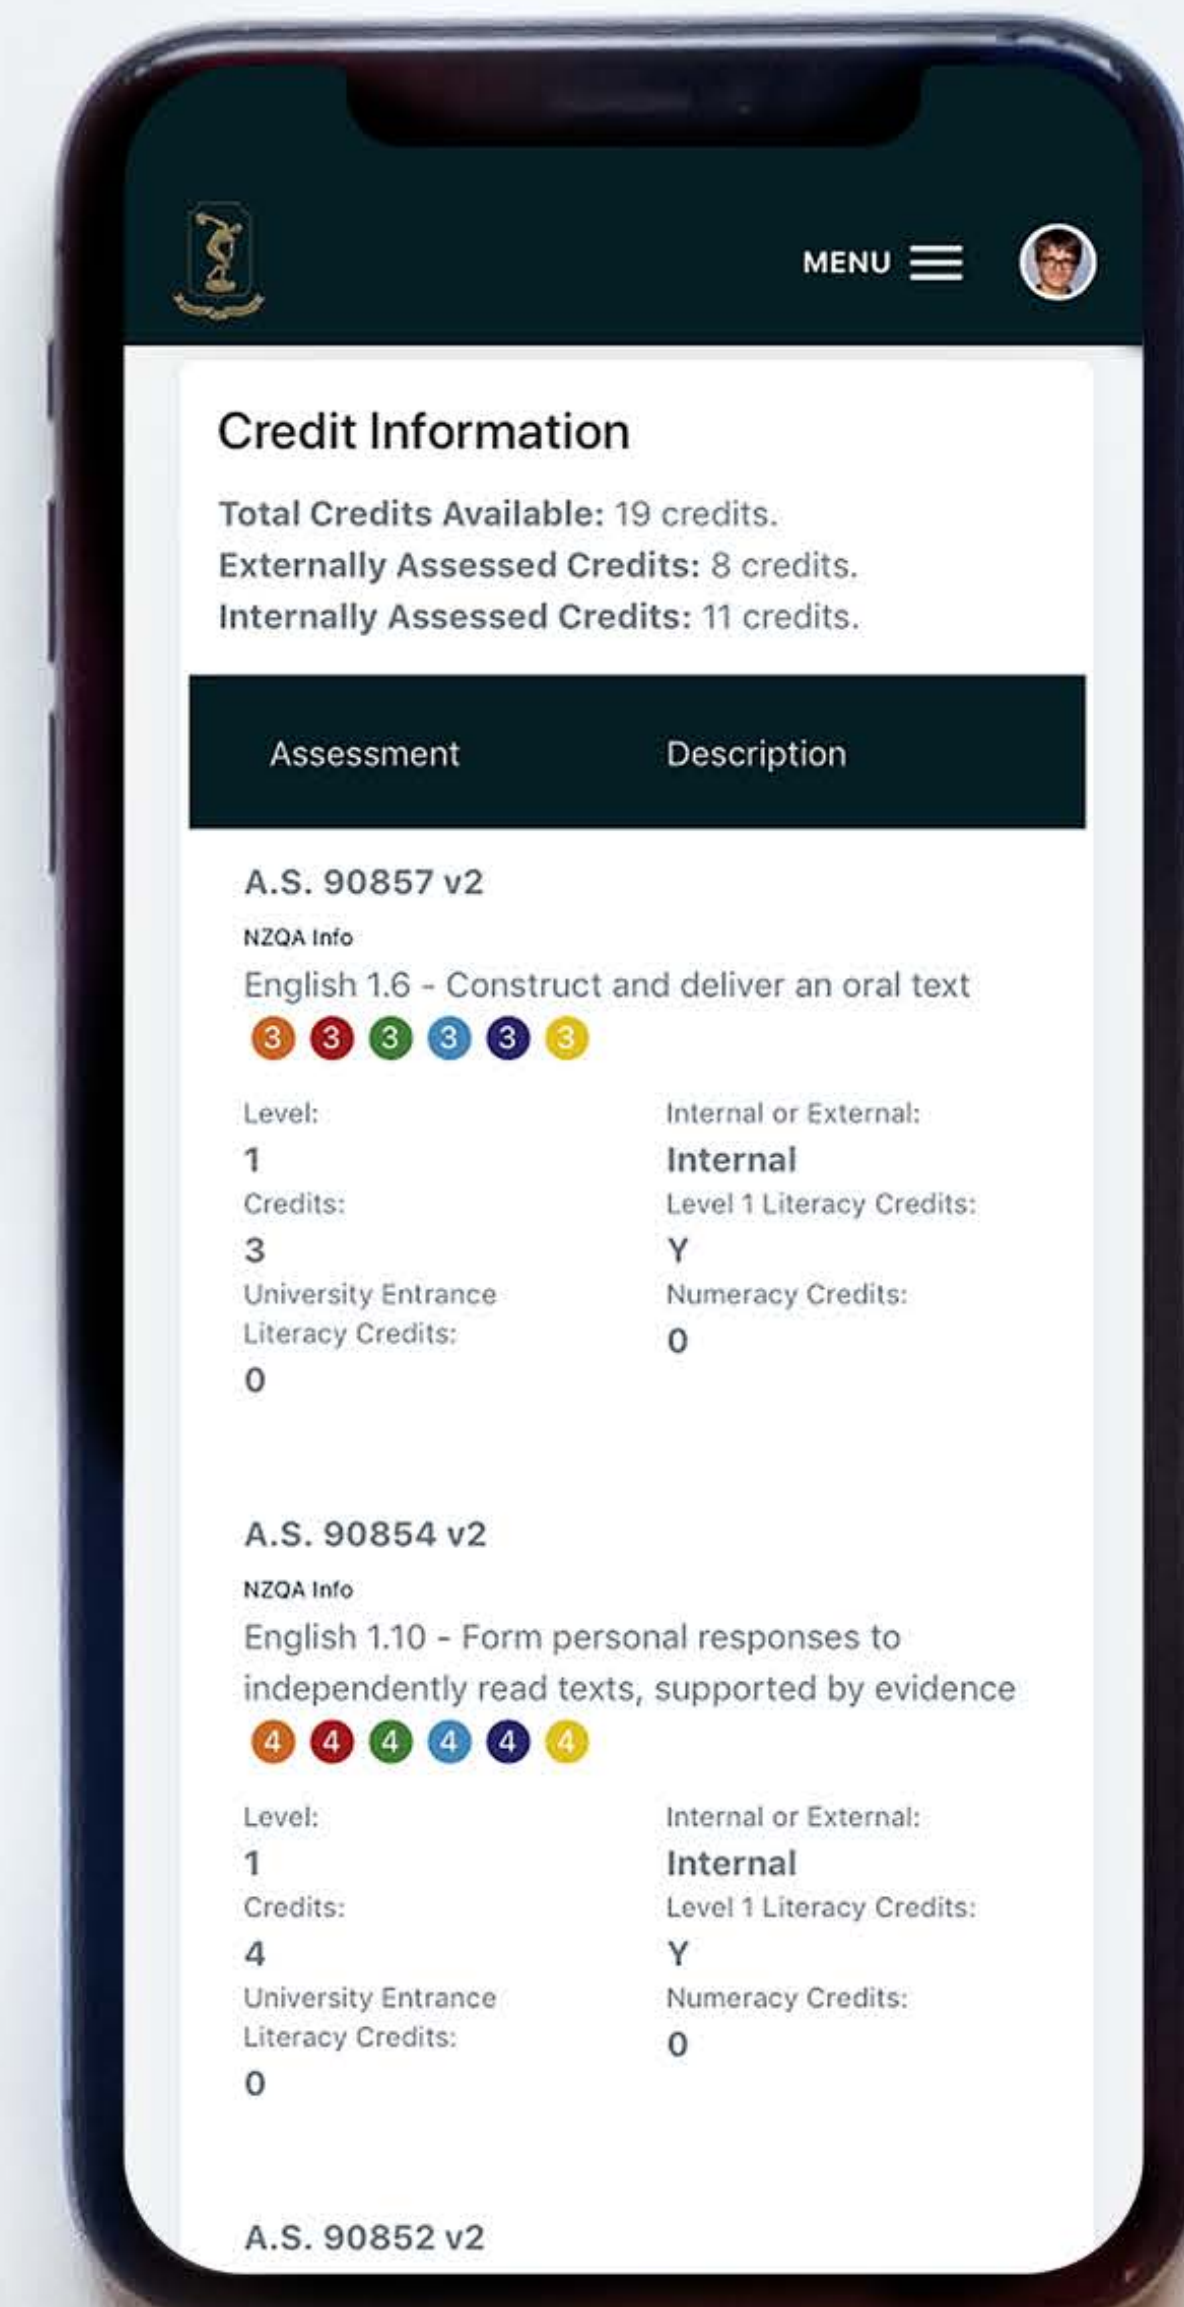 MENU
Credit Information
Total Credits Available: 19 credits.
Externally Assessed Credits: 8 credits.
Internally Assessed Credits: 11 credits.
Assessment Description
A.S. 90857 v2
NZQA Info
English 1.6 - Construct and deliver an oral text
3 3 3 3 3 3
Level: Internal or External:
1 Internal
Credits: Level 1 Literacy Credits:
3 Y
University Entrance Numeracy Credits:
Literacy Credits: 0
0
A.S. 90854 v2
NZQA Info
English 1.10 - Form personal responses to
independently read texts, supported by evidence
4 4 4 4 4 4
Level: Internal or External:
1 Internal
Credits: Level 1 Literacy Credits:
4 Y
University Entrance Numeracy Credits:
Literacy Credits: 0
0
A.S. 90852 v2